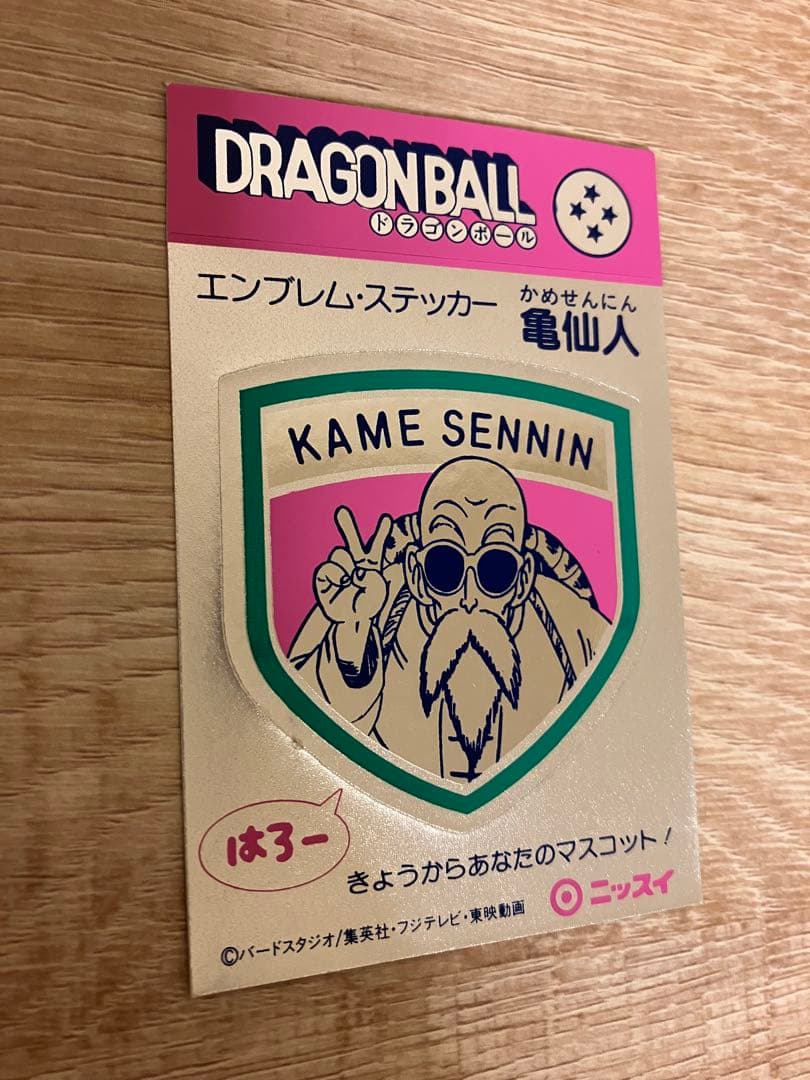 DRAGON BALL
ドラゴンボール
エンブレム・ステッカー
かめせんにん
亀仙人
KAME SENNIN
はろー
きょうからあなたのマスコット!
ニッスイ
©バードスタジオ/集英社・フジテレビ・東映動画